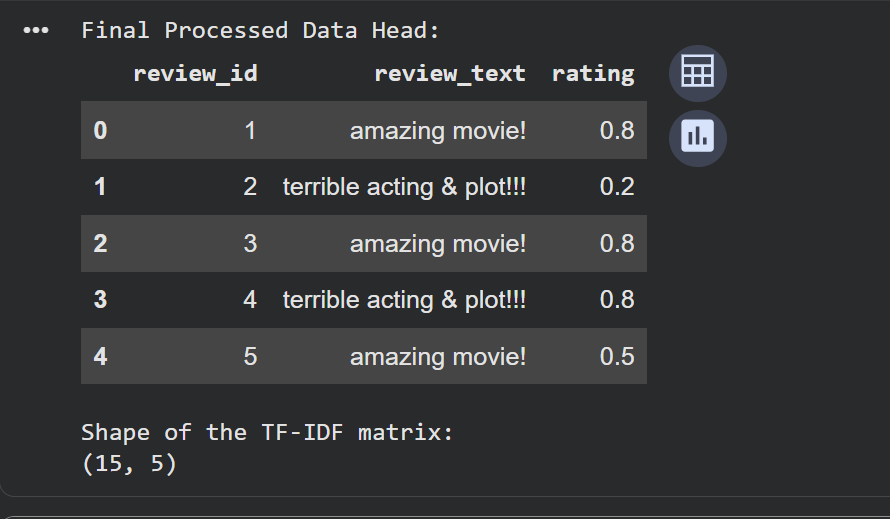 Final Processed Data Head:
review_id review_text rating
0 1 amazing movie! 0.8
1 2 terrible acting & plot!!! 0.2
2 3 amazing movie! 0.8
3 4 terrible acting & plot!!! 0.8
4 5 amazing movie! 0.5
Shape of the TF-IDF matrix:
(15, 5)